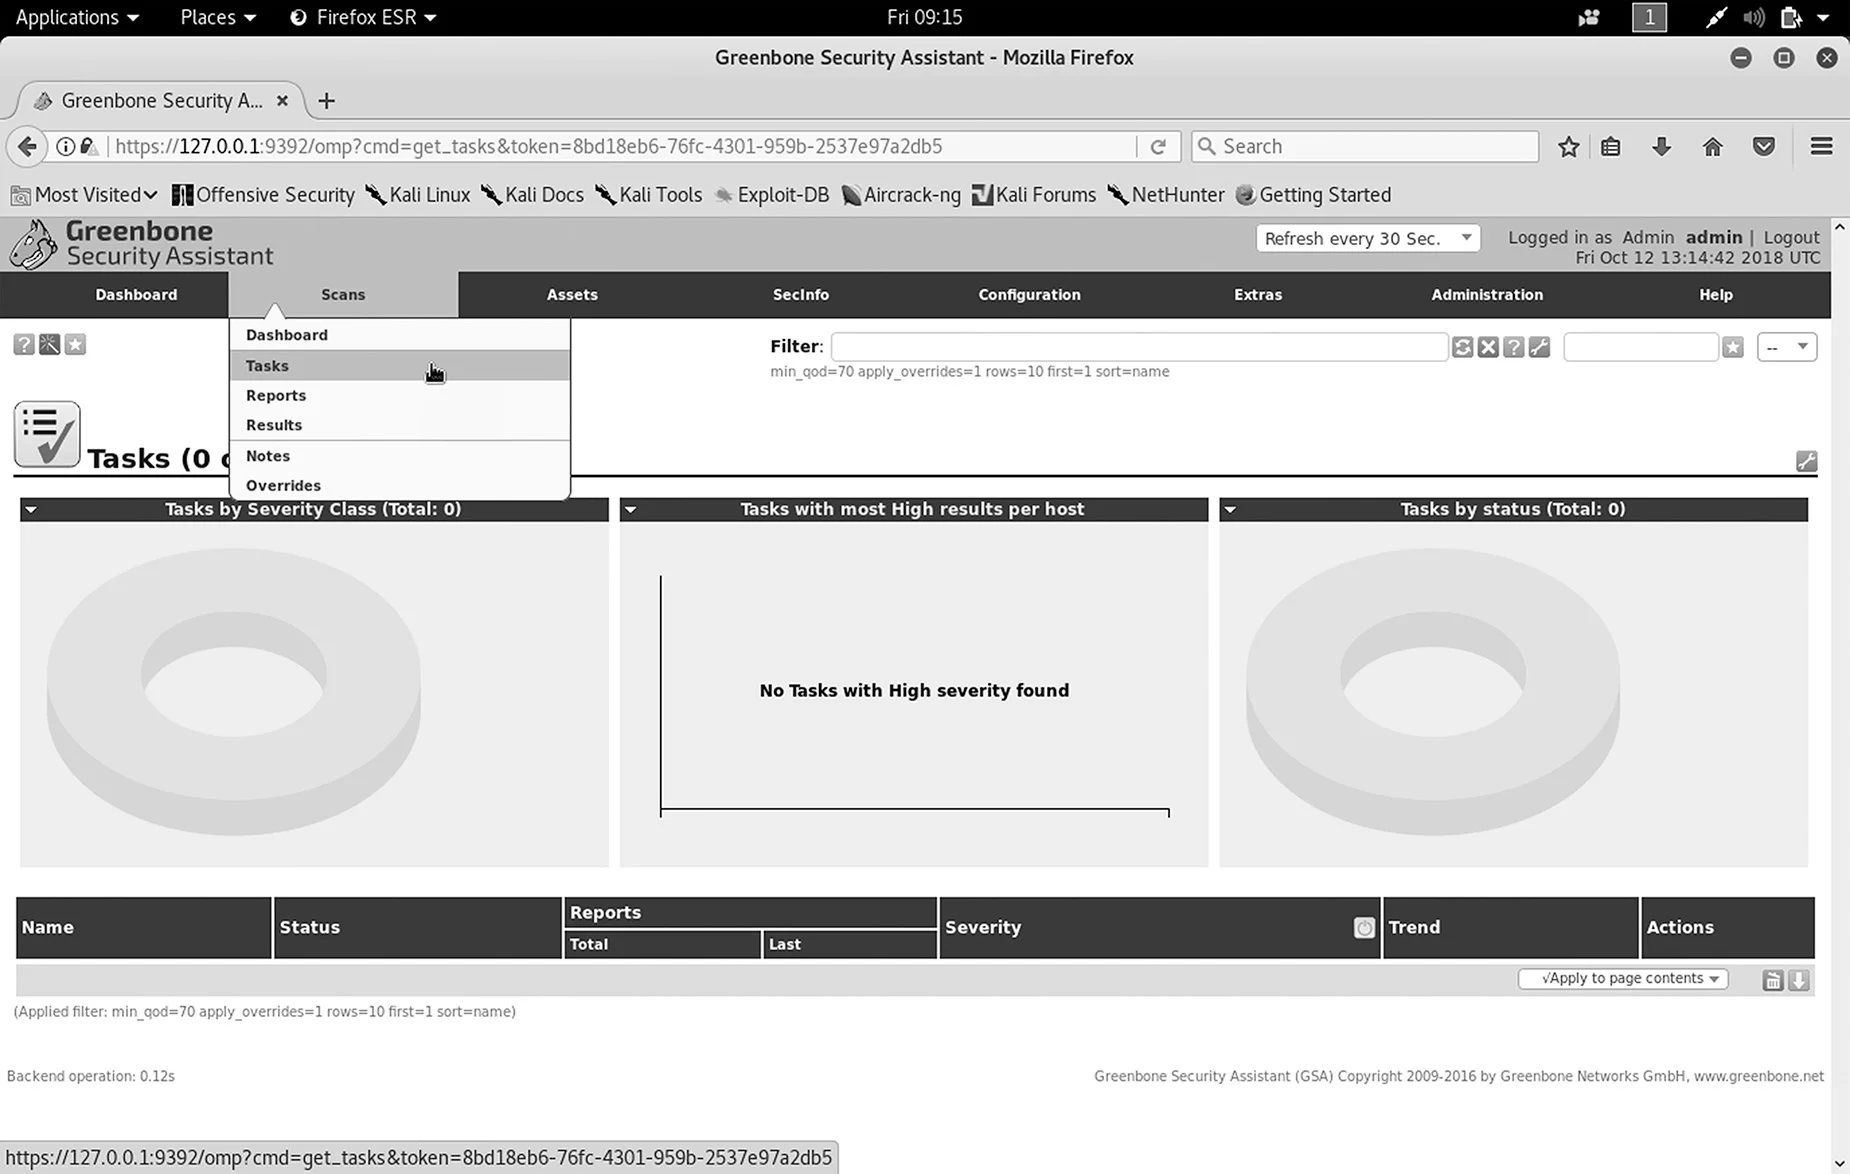 Applications Places Firefox ESR Fri 09:15 1
Greenbone Security Assistant - Mozilla Firefox
Greenbone Security A...
https://127.0.0.1:9392/omp?cmd=get_tasks&token=8bd18eb6-76fc-4301-959b-2537e97a2db5 Search
Most Visited Offensive Security Kali Linux Kali Docs Kali Tools Exploit-DB Aircrack-ng Kali Forums NetHunter Getting Started
Greenbone
Security Assistant
Refresh every 30 Sec. Logged in as Admin admin | Logout
Fri Oct 12 13:14:42 2018 UTC
Dashboard Scans Assets SecInfo Configuration Extras Administration Help
Dashboard
Tasks
Reports
Results
Notes
Overrides
Filter: --
min_qod=70 apply_overrides=1 rows=10 first=1 sort=name
Tasks (0
Tasks by Severity Class (Total: 0) Tasks with most High results per host Tasks by status (Total: 0)
No Tasks with High severity found
Name Status Reports Severity Trend Actions
Total Last
√Apply to page contents
(Applied filter: min_qod=70 apply_overrides=1 rows=10 first=1 sort=name)
Backend operation: 0.12s Greenbone Security Assistant (GSA) Copyright 2009-2016 by Greenbone Networks GmbH, www.greenbone.net
https://127.0.0.1:9392/omp?cmd=get_tasks&token=8bd18eb6-76fc-4301-959b-2537e97a2db5